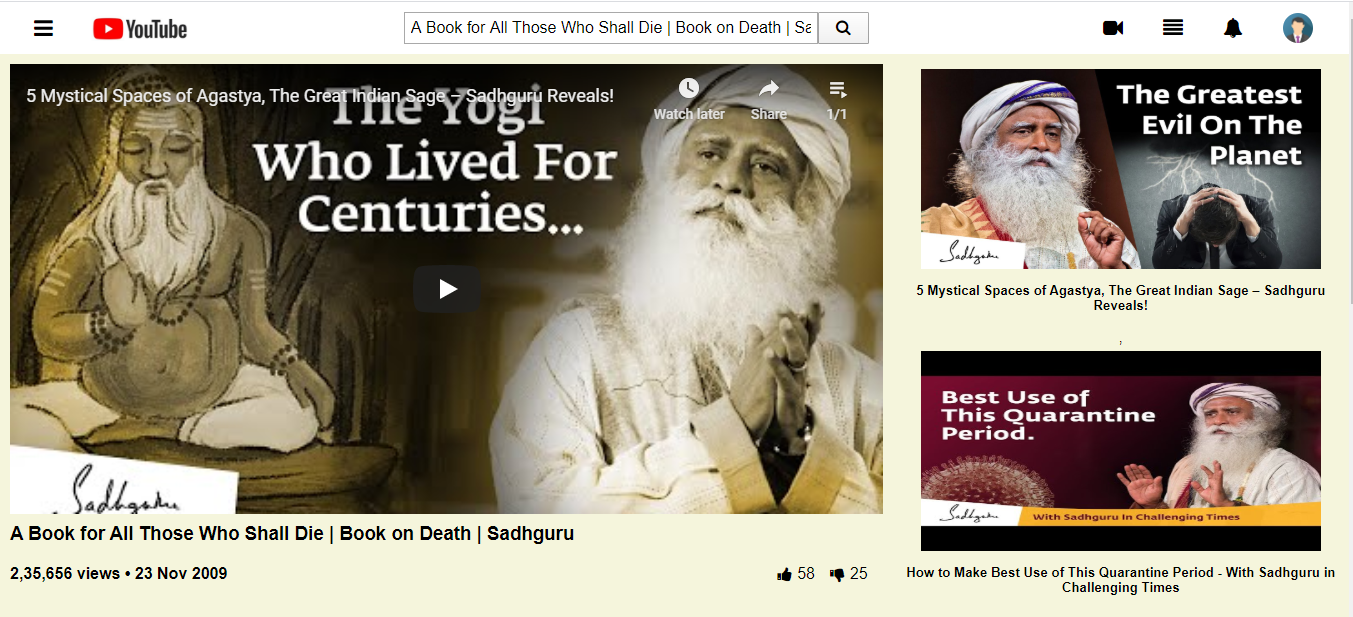 YouTube
A Book for All Those Who Shall Die | Book on Death | Sa
5 Mystical Spaces of Agastya, The Great Indian Sage – Sadhguru Reveals!
Watch later
Share
1/1
The Yogi
Who Lived For
Centuries...
Sadhguru
A Book for All Those Who Shall Die | Book on Death | Sadhguru
2,35,656 views • 23 Nov 2009
58
25
The Greatest
Evil On The
Planet
Sadhguru
5 Mystical Spaces of Agastya, The Great Indian Sage – Sadhguru
Reveals!
,
Best Use of
This Quarantine
Period.
Sadhguru
With Sadhguru In Challenging Times
How to Make Best Use of This Quarantine Period - With Sadhguru in
Challenging Times